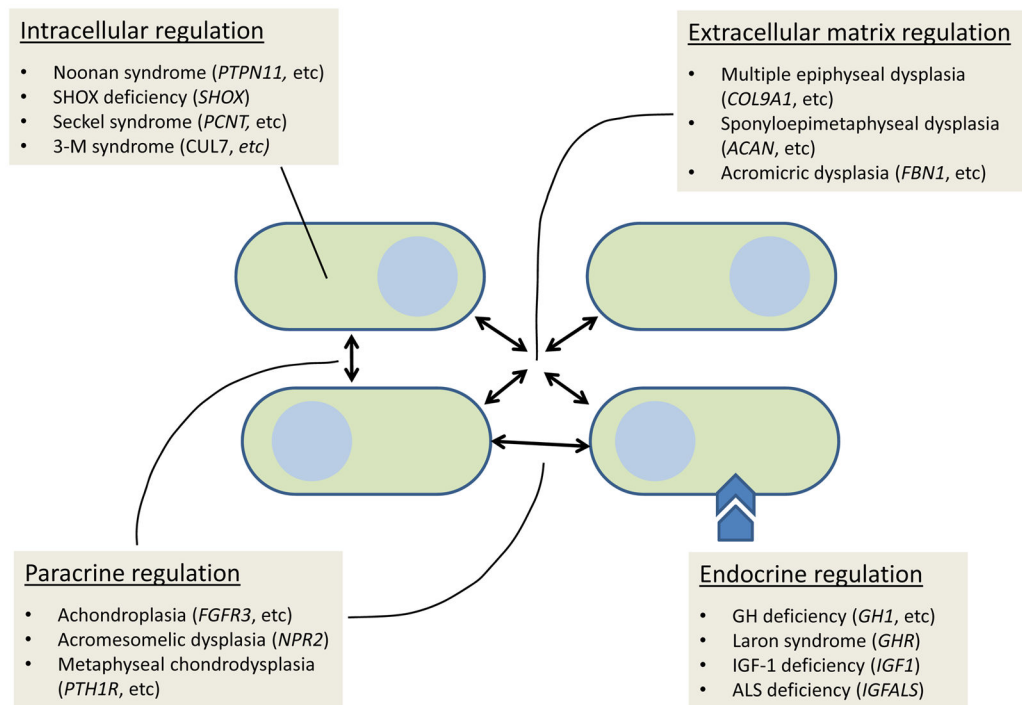 Intracellular regulation
• Noonan syndrome (PTPN11, etc)
• SHOX deficiency (SHOX)
• Seckel syndrome (PCNT, etc)
• 3-M syndrome (CUL7, etc)
Extracellular matrix regulation
• Multiple epiphyseal dysplasia
(COL9A1, etc)
• Sponyloepimetaphyseal dysplasia
(ACAN, etc)
• Acromicric dysplasia (FBN1, etc)
Paracrine regulation
• Achondroplasia (FGFR3, etc)
• Acromesomelic dysplasia (NPR2)
• Metaphyseal chondrodysplasia
(PTH1R, etc)
Endocrine regulation
• GH deficiency (GH1, etc)
• Laron syndrome (GHR)
• IGF-1 deficiency (IGF1)
• ALS deficiency (IGFALS)